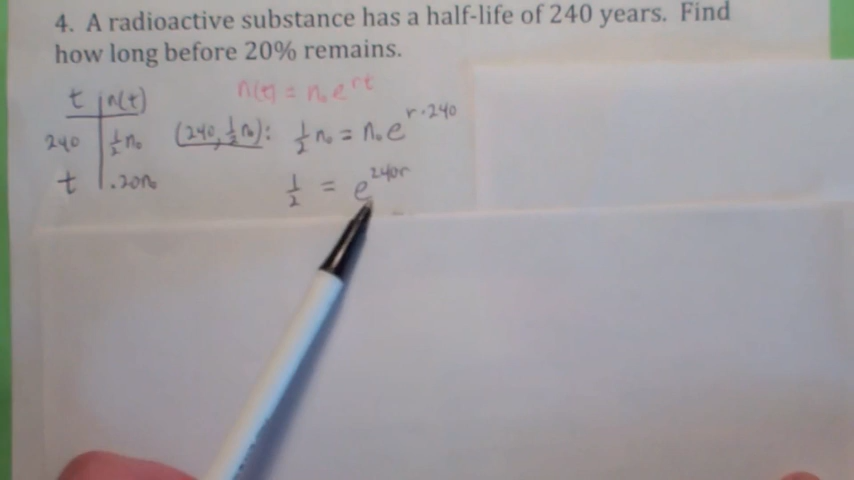 4. A radioactive substance has a half-life of 240 years. Find
how long before 20% remains.
t | n(t)
n(t) = n₀e^(rt)
240 | ½n₀
(240, ½n₀): ½n₀ = n₀e^(r·240)
t | .20n₀
½ = e^(240r)